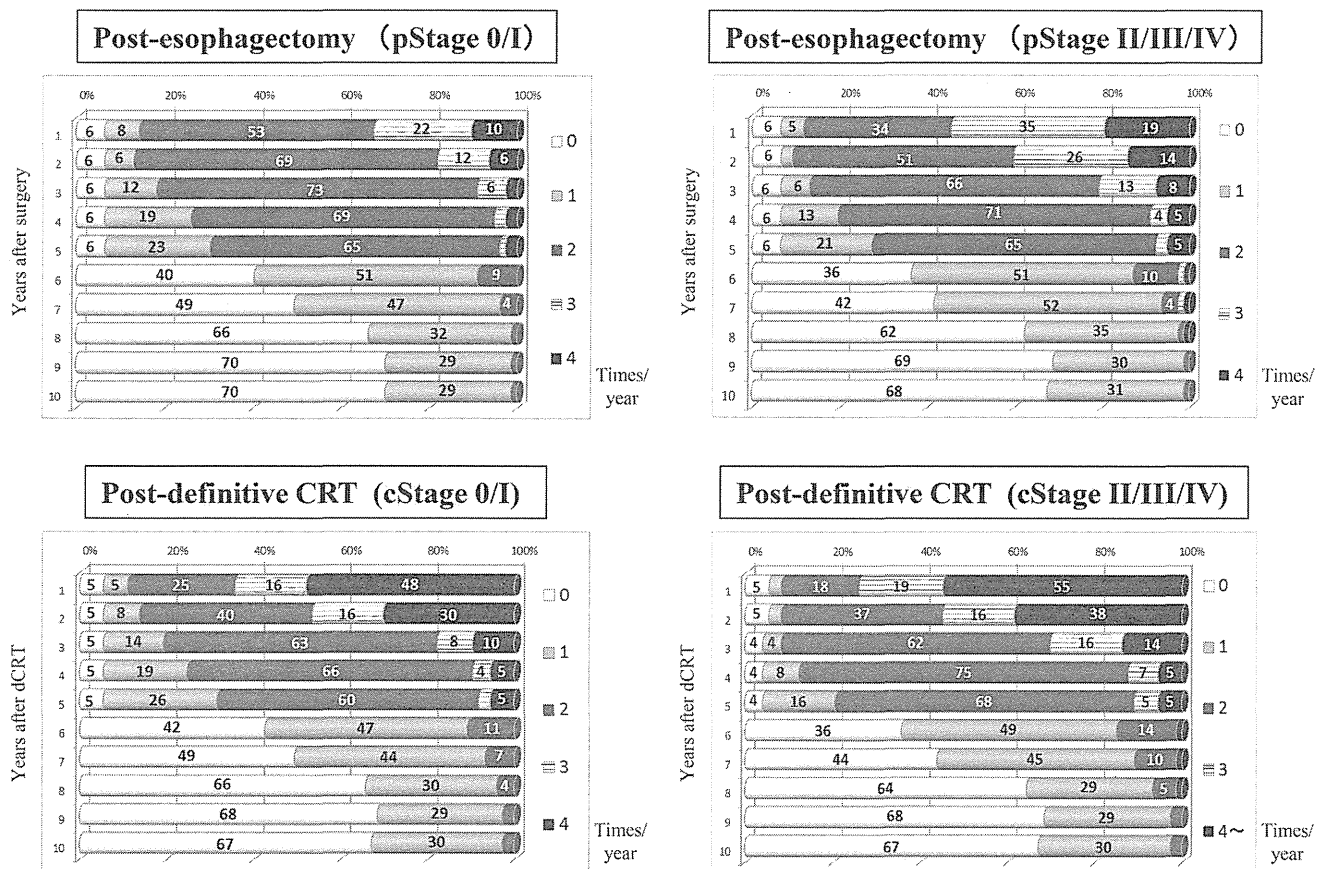 Post-esophagectomy （pStage 0/I）
0% 20% 40% 60% 80% 100%
Years after surgery
1 6 8 53 22 10
2 6 6 69 12 6
3 6 12 73 6
4 6 19 69
5 6 23 65
6 40 51 9
7 49 47 4
8 66 32
9 70 29
10 70 29
0
1
2
3
4
Times/
year
Post-esophagectomy （pStage II/III/IV）
0% 20% 40% 60% 80% 100%
Years after surgery
1 6 5 34 35 19
2 6 51 26 14
3 6 6 66 13 8
4 6 13 71 4 5
5 6 21 65 5
6 36 51 10
7 42 52 4
8 62 35
9 69 30
10 68 31
0
1
2
3
4
Times/
year
Post-definitive CRT (cStage 0/I)
0% 20% 40% 60% 80% 100%
Years after dCRT
1 5 5 25 16 48
2 5 8 40 16 30
3 5 14 63 8 10
4 5 19 66 4 5
5 5 26 60 5
6 42 47 11
7 49 44 7
8 66 30 4
9 68 29
10 67 30
0
1
2
3
4
Times/
year
Post-definitive CRT (cStage II/III/IV)
0% 20% 40% 60% 80% 100%
Years after dCRT
1 5 18 19 55
2 5 37 16 38
3 4 4 62 16 14
4 4 8 75 7 5
5 4 16 68 5 5
6 36 49 14
7 44 45 10
8 64 29 5
9 68 29
10 67 30
0
1
2
3
4～
Times/
year